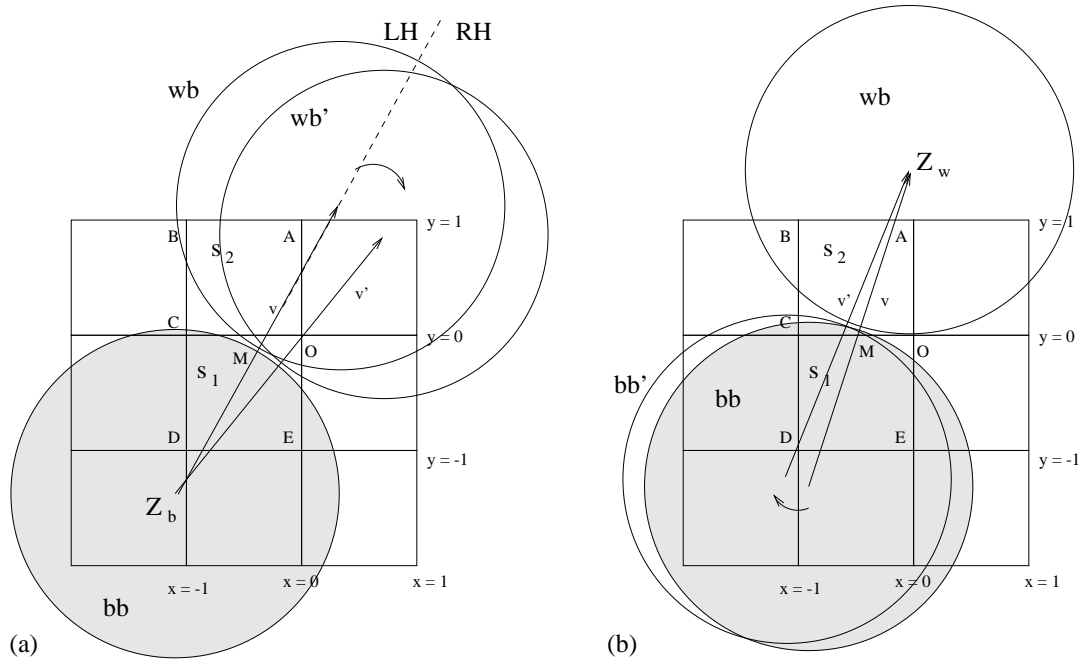 LH RH
wb
wb'
B S 2 A y = 1
v v'
C y = 0
M O
S 1
D E y = -1
Z b
x = -1 x = 0 x = 1
bb
(a)
wb
Z w
B S 2 A y = 1
v' v
C y = 0
M O
bb' bb S 1
D E y = -1
x = -1 x = 0 x = 1
(b)